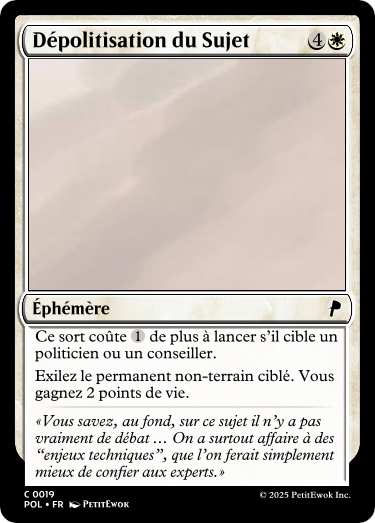 Dépolitisation du Sujet 4
Éphémère
Ce sort coûte 1 de plus à lancer s’il cible un
politicien ou un conseiller.
Exilez le permanent non-terrain ciblé. Vous
gagnez 2 points de vie.
«Vous savez, au fond, sur ce sujet il n’y a pas
vraiment de débat … On a surtout affaire à des
“enjeux techniques”, que l’on ferait simplement
mieux de confier aux experts.»
C 0019
POL • FR PetitEwok
© 2025 PetitEwok Inc.